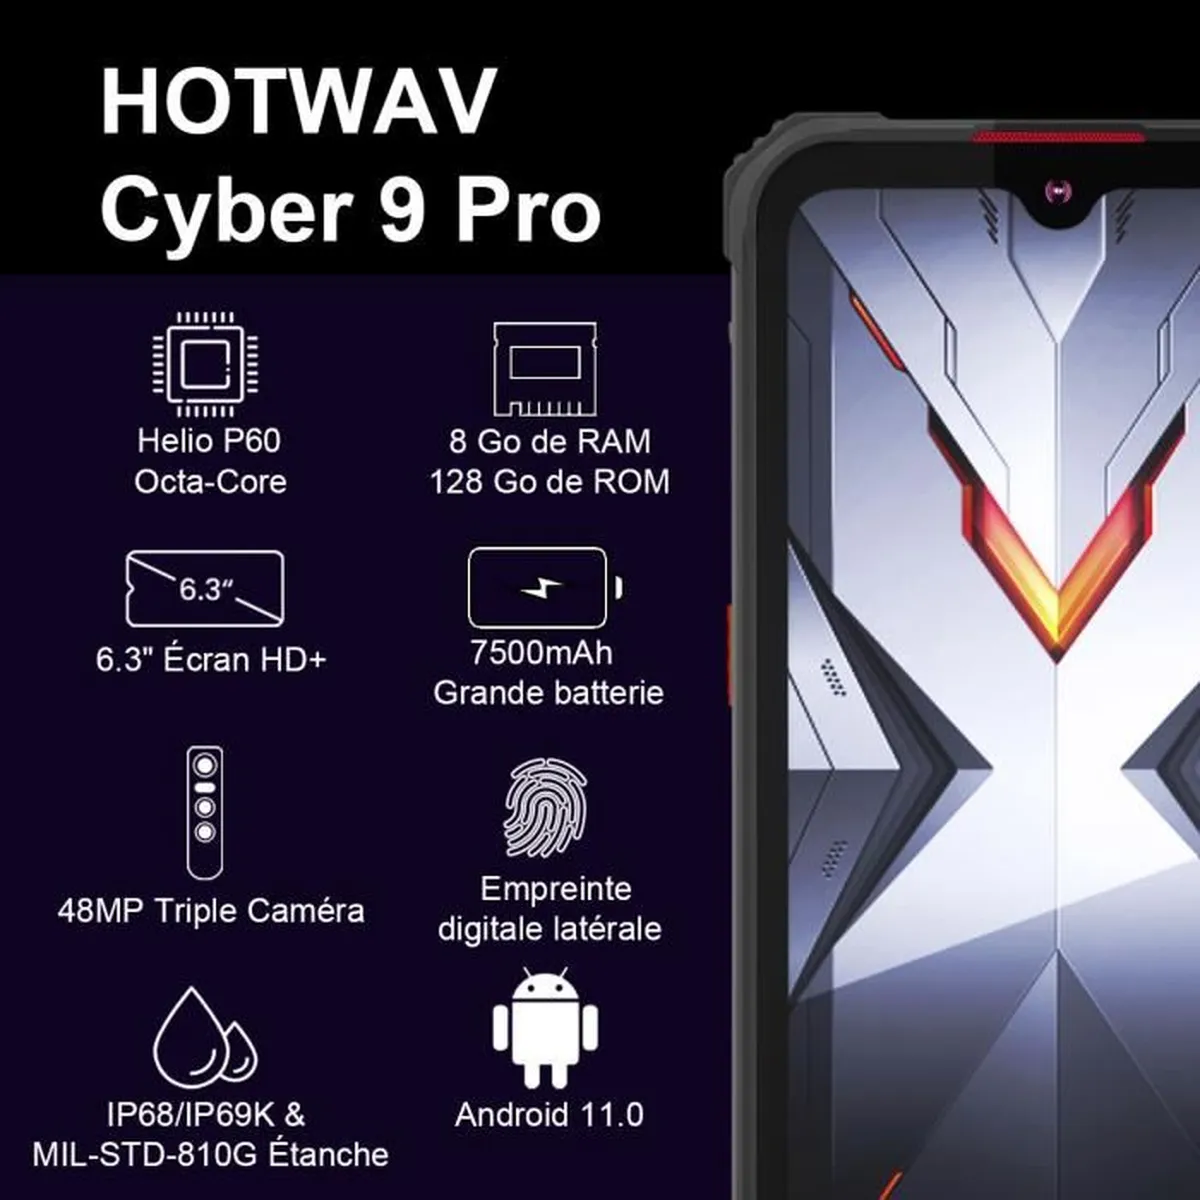 HOTWAV
Cyber 9 Pro
Helio P60
Octa-Core
8 Go de RAM
128 Go de ROM
6.3“
6.3" Écran HD+
7500mAh
Grande batterie
48MP Triple Caméra
Empreinte
digitale latérale
IP68/IP69K &
MIL-STD-810G Étanche
Android 11.0